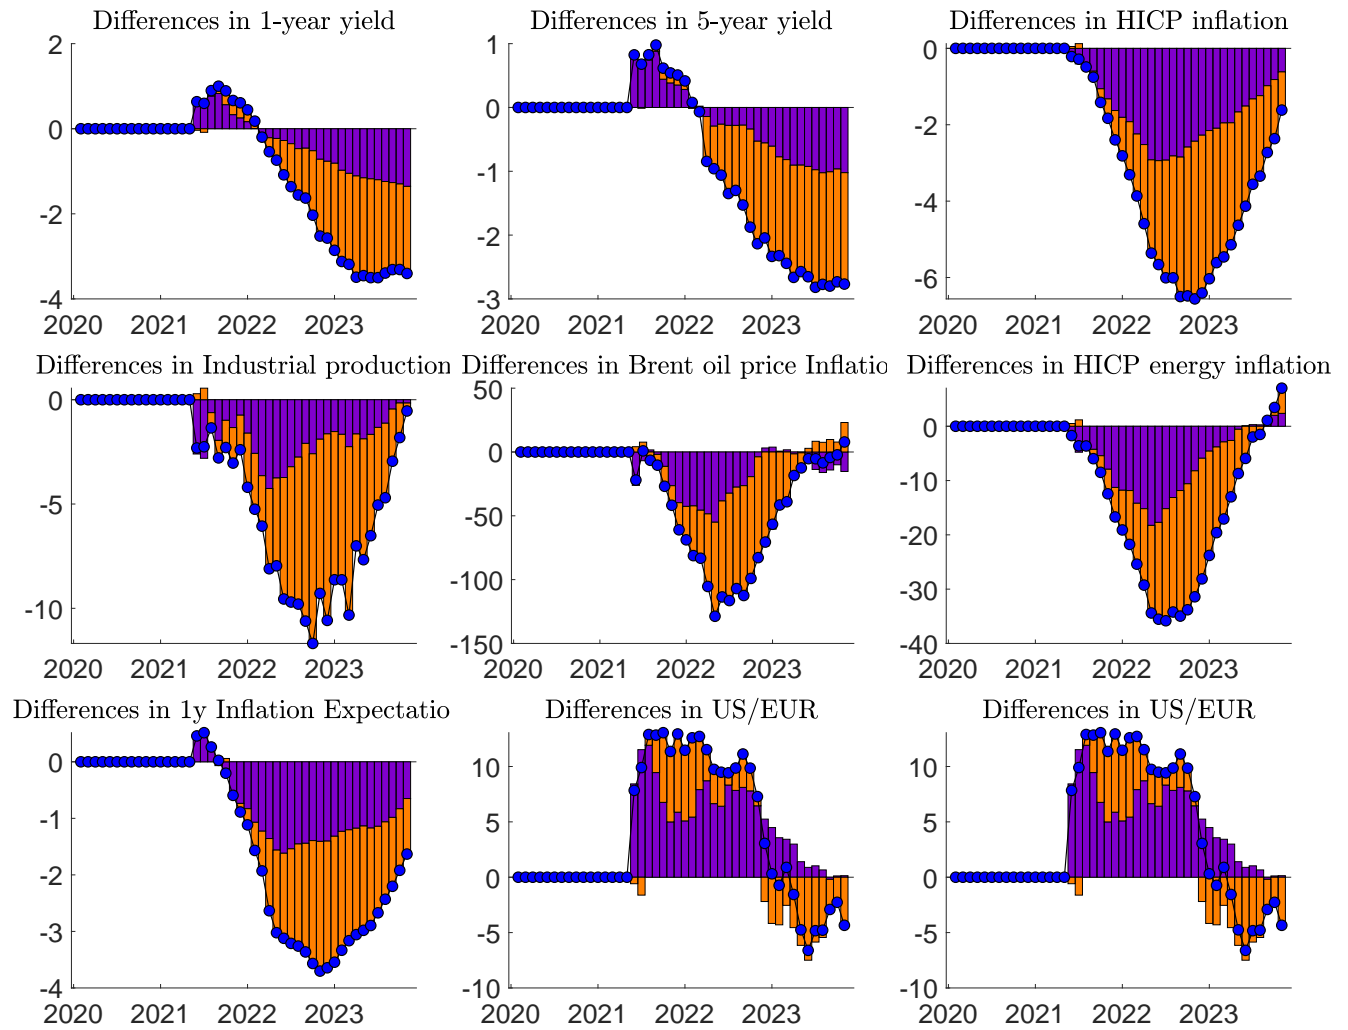 Differences in 1-year yield
2
0
-2
-4
2020 2021 2022 2023
Differences in 5-year yield
1
0
-1
-2
-3
2020 2021 2022 2023
Differences in HICP inflation
0
-2
-4
-6
2020 2021 2022 2023
Differences in Industrial production
0
-5
-10
2020 2021 2022 2023
Differences in Brent oil price Inflatio
50
0
-50
-100
-150
2020 2021 2022 2023
Differences in HICP energy inflation
0
-10
-20
-30
-40
2020 2021 2022 2023
Differences in 1y Inflation Expectatio
0
-1
-2
-3
-4
2020 2021 2022 2023
Differences in US/EUR
10
5
0
-5
-10
2020 2021 2022 2023
Differences in US/EUR
10
5
0
-5
-10
2020 2021 2022 2023